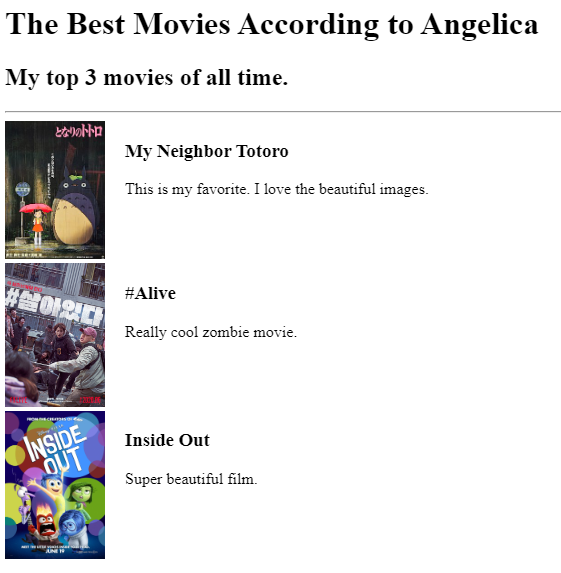 The Best Movies According to Angelica
My top 3 movies of all time.
となりのトトロ
My Neighbor Totoro
This is my favorite. I love the beautiful images.
#살아있다
#Alive
Really cool zombie movie.
INSIDE
OUT
JUNE 19
Inside Out
Super beautiful film.